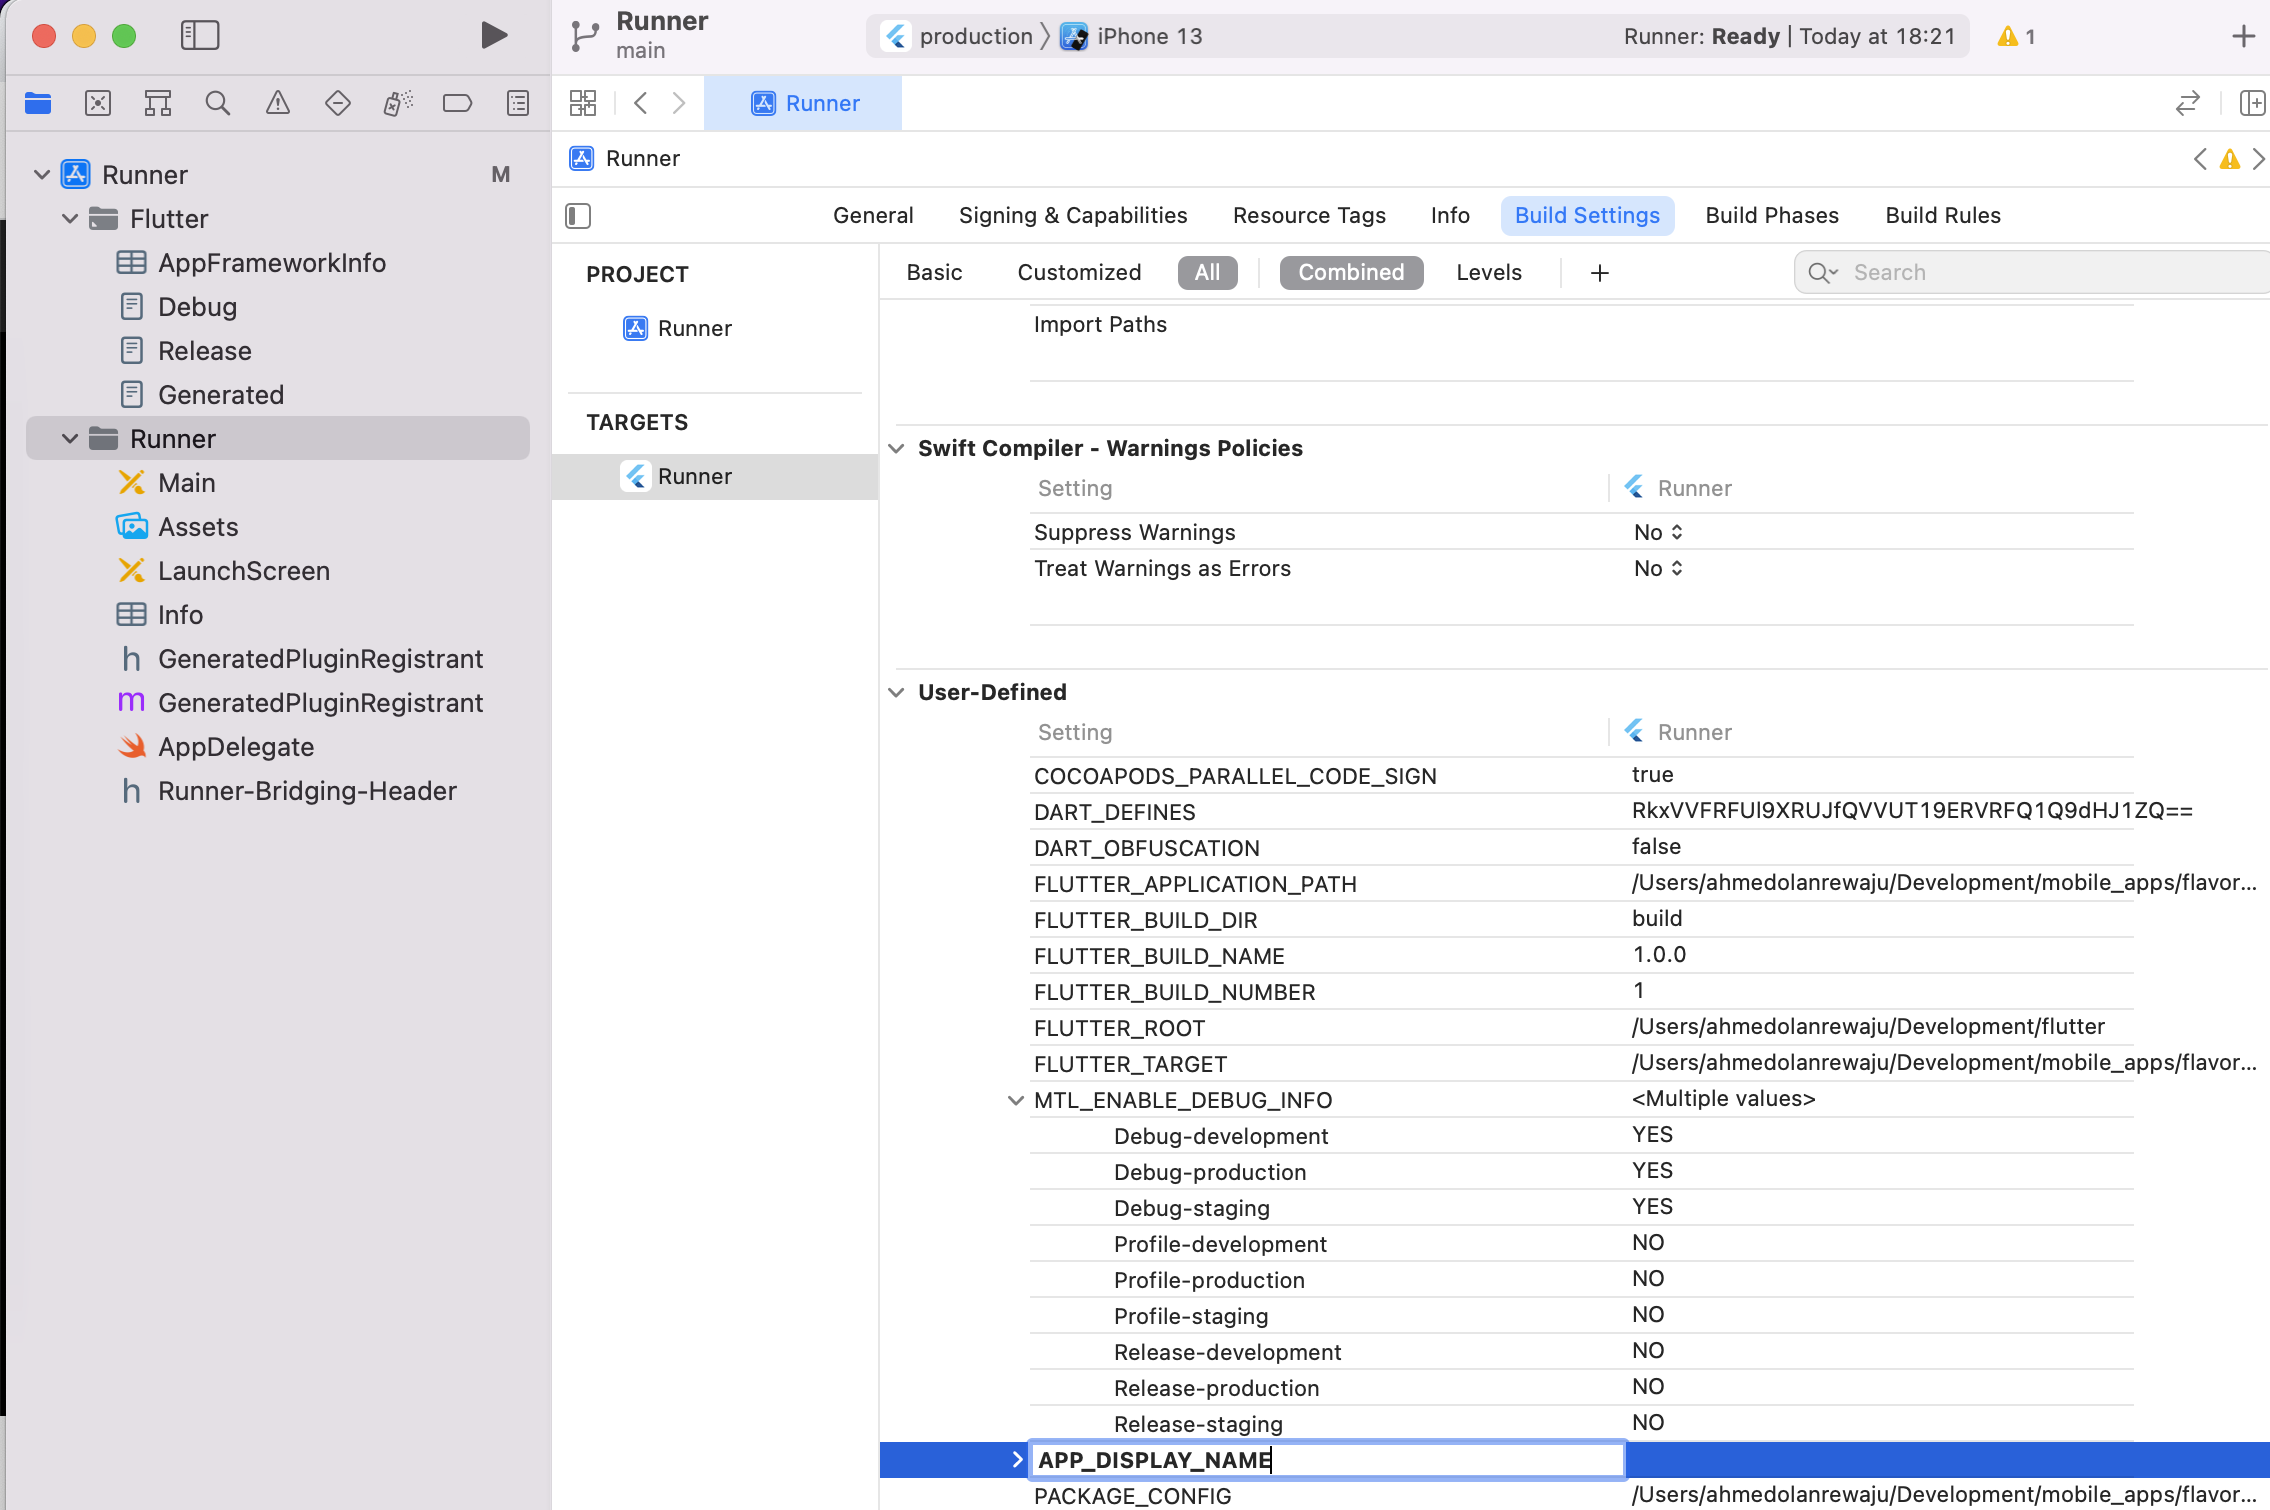 Runner
main
production
iPhone 13
Runner: Ready | Today at 18:21
1
Runner
Runner
Runner M
Flutter
AppFrameworkInfo
Debug
Release
Generated
Runner
Main
Assets
LaunchScreen
Info
h GeneratedPluginRegistrant
m GeneratedPluginRegistrant
AppDelegate
h Runner-Bridging-Header
General Signing & Capabilities Resource Tags Info Build Settings Build Phases Build Rules
PROJECT
Runner
TARGETS
Runner
Basic Customized All Combined Levels + Search
Import Paths
Swift Compiler - Warnings Policies
Setting Runner
Suppress Warnings No
Treat Warnings as Errors No
User-Defined
Setting Runner
COCOAPODS_PARALLEL_CODE_SIGN true
DART_DEFINES RkxVVFRFUl9XRUJfQVVUT19ERVRFQ1Q9dHJ1ZQ==
DART_OBFUSCATION false
FLUTTER_APPLICATION_PATH /Users/ahmedolanrewaju/Development/mobile_apps/flavor...
FLUTTER_BUILD_DIR build
FLUTTER_BUILD_NAME 1.0.0
FLUTTER_BUILD_NUMBER 1
FLUTTER_ROOT /Users/ahmedolanrewaju/Development/flutter
FLUTTER_TARGET /Users/ahmedolanrewaju/Development/mobile_apps/flavor...
MTL_ENABLE_DEBUG_INFO <Multiple values>
Debug-development YES
Debug-production YES
Debug-staging YES
Profile-development NO
Profile-production NO
Profile-staging NO
Release-development NO
Release-production NO
Release-staging NO
APP_DISPLAY_NAME
PACKAGE_CONFIG /Users/ahmedolanrewaju/Development/mobile_apps/flavor...